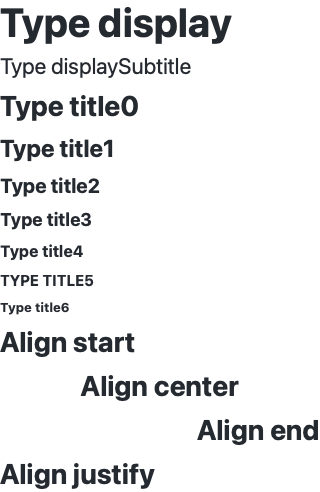 Type display
Type displaySubtitle
Type title0
Type title1
Type title2
Type title3
Type title4
TYPE TITLE5
Type title6
Align start
Align center
Align end
Align justify